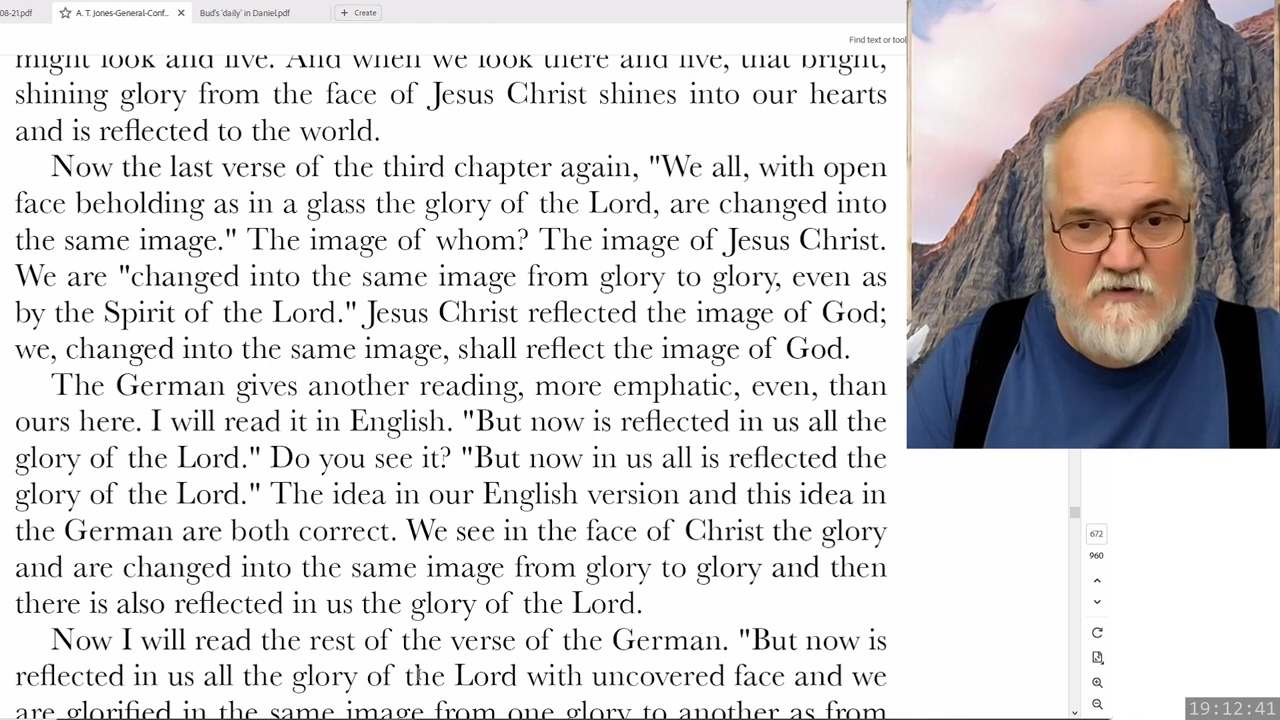 08-21.pdf
A. T. Jones-General-Conf...
Bud's 'daily' in Daniel.pdf
+ Create
Find text or tool
might look and live. And when we look there and live, that bright,
shining glory from the face of Jesus Christ shines into our hearts
and is reflected to the world.
Now the last verse of the third chapter again, "We all, with open
face beholding as in a glass the glory of the Lord, are changed into
the same image." The image of whom? The image of Jesus Christ.
We are "changed into the same image from glory to glory, even as
by the Spirit of the Lord." Jesus Christ reflected the image of God;
we, changed into the same image, shall reflect the image of God.
The German gives another reading, more emphatic, even, than
ours here. I will read it in English. "But now is reflected in us all the
glory of the Lord." Do you see it? "But now in us all is reflected the
glory of the Lord." The idea in our English version and this idea in
the German are both correct. We see in the face of Christ the glory
and are changed into the same image from glory to glory and then
there is also reflected in us the glory of the Lord.
Now I will read the rest of the verse of the German. "But now is
reflected in us all the glory of the Lord with uncovered face and we
are glorified in the same image from one glory to another as from
672
960
19:12:41